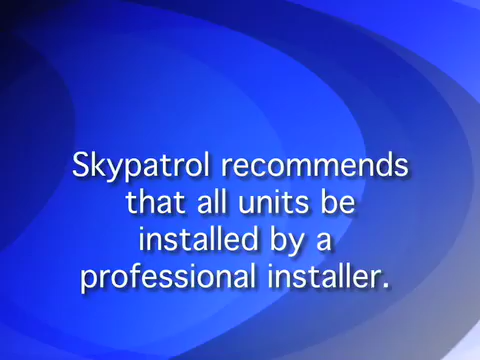 Skypatrol recommends
that all units be
installed by a
professional installer.